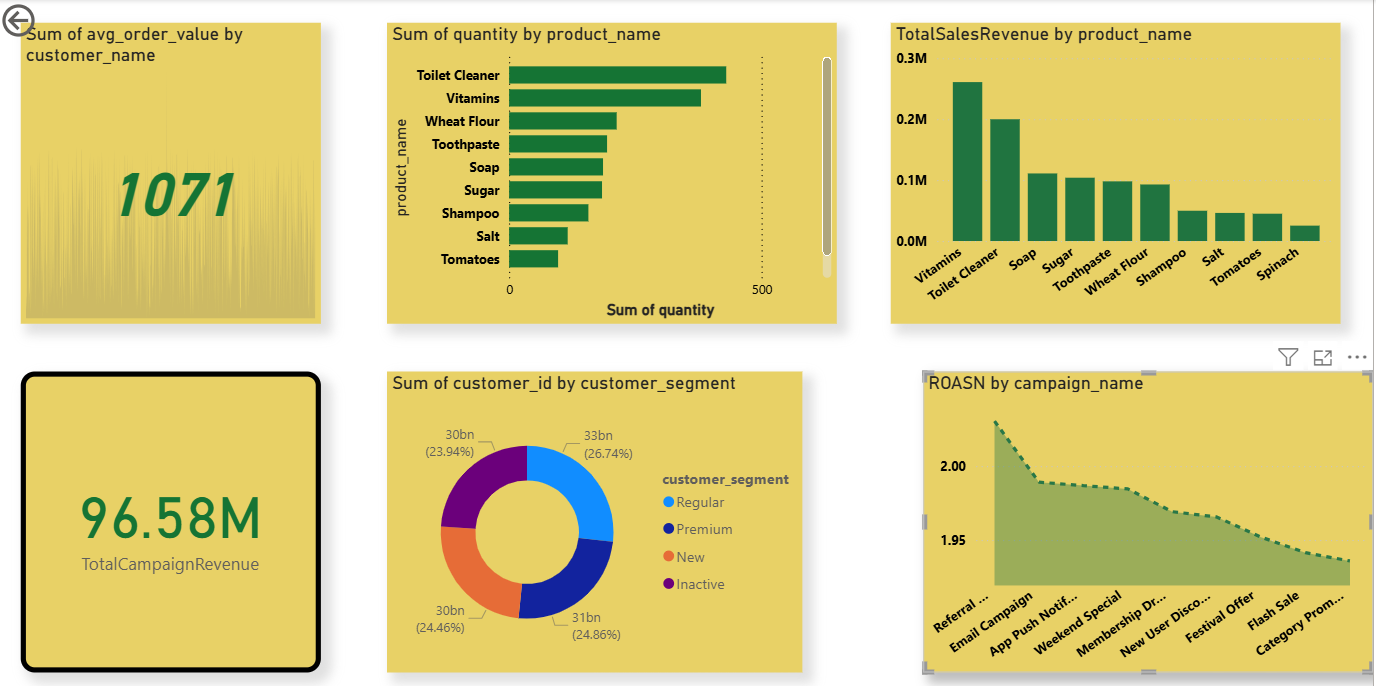 Sum of avg_order_value by
customer_name
1071
Sum of quantity by product_name
product_name
Toilet Cleaner
Vitamins
Wheat Flour
Toothpaste
Soap
Sugar
Shampoo
Salt
Tomatoes
0
500
Sum of quantity
TotalSalesRevenue by product_name
0.3M
0.2M
0.1M
0.0M
Vitamins
Toilet Cleaner
Soap
Sugar
Toothpaste
Wheat Flour
Shampoo
Salt
Tomatoes
Spinach
96.58M
TotalCampaignRevenue
Sum of customer_id by customer_segment
30bn
(23.94%)
33bn
(26.74%)
30bn
(24.46%)
31bn
(24.86%)
customer_segment
Regular
Premium
New
Inactive
ROASN by campaign_name
2.00
1.95
Referral ...
Email Campaign
App Push Notif...
Weekend Special
Membership Dr...
New User Disco...
Festival Offer
Flash Sale
Category Prom...